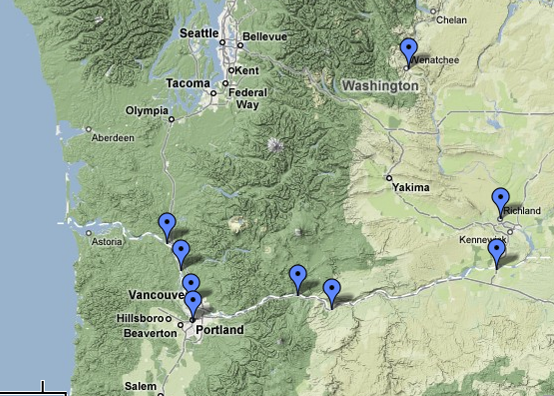 Chelan
Seattle
Bellevue
Wenatchee
Kent
Washington
Tacoma
Federal
Way
Olympia
Aberdeen
Yakima
Richland
Astoria
Kennewick
Vancouver
Hillsboro
Portland
Beaverton
Salem